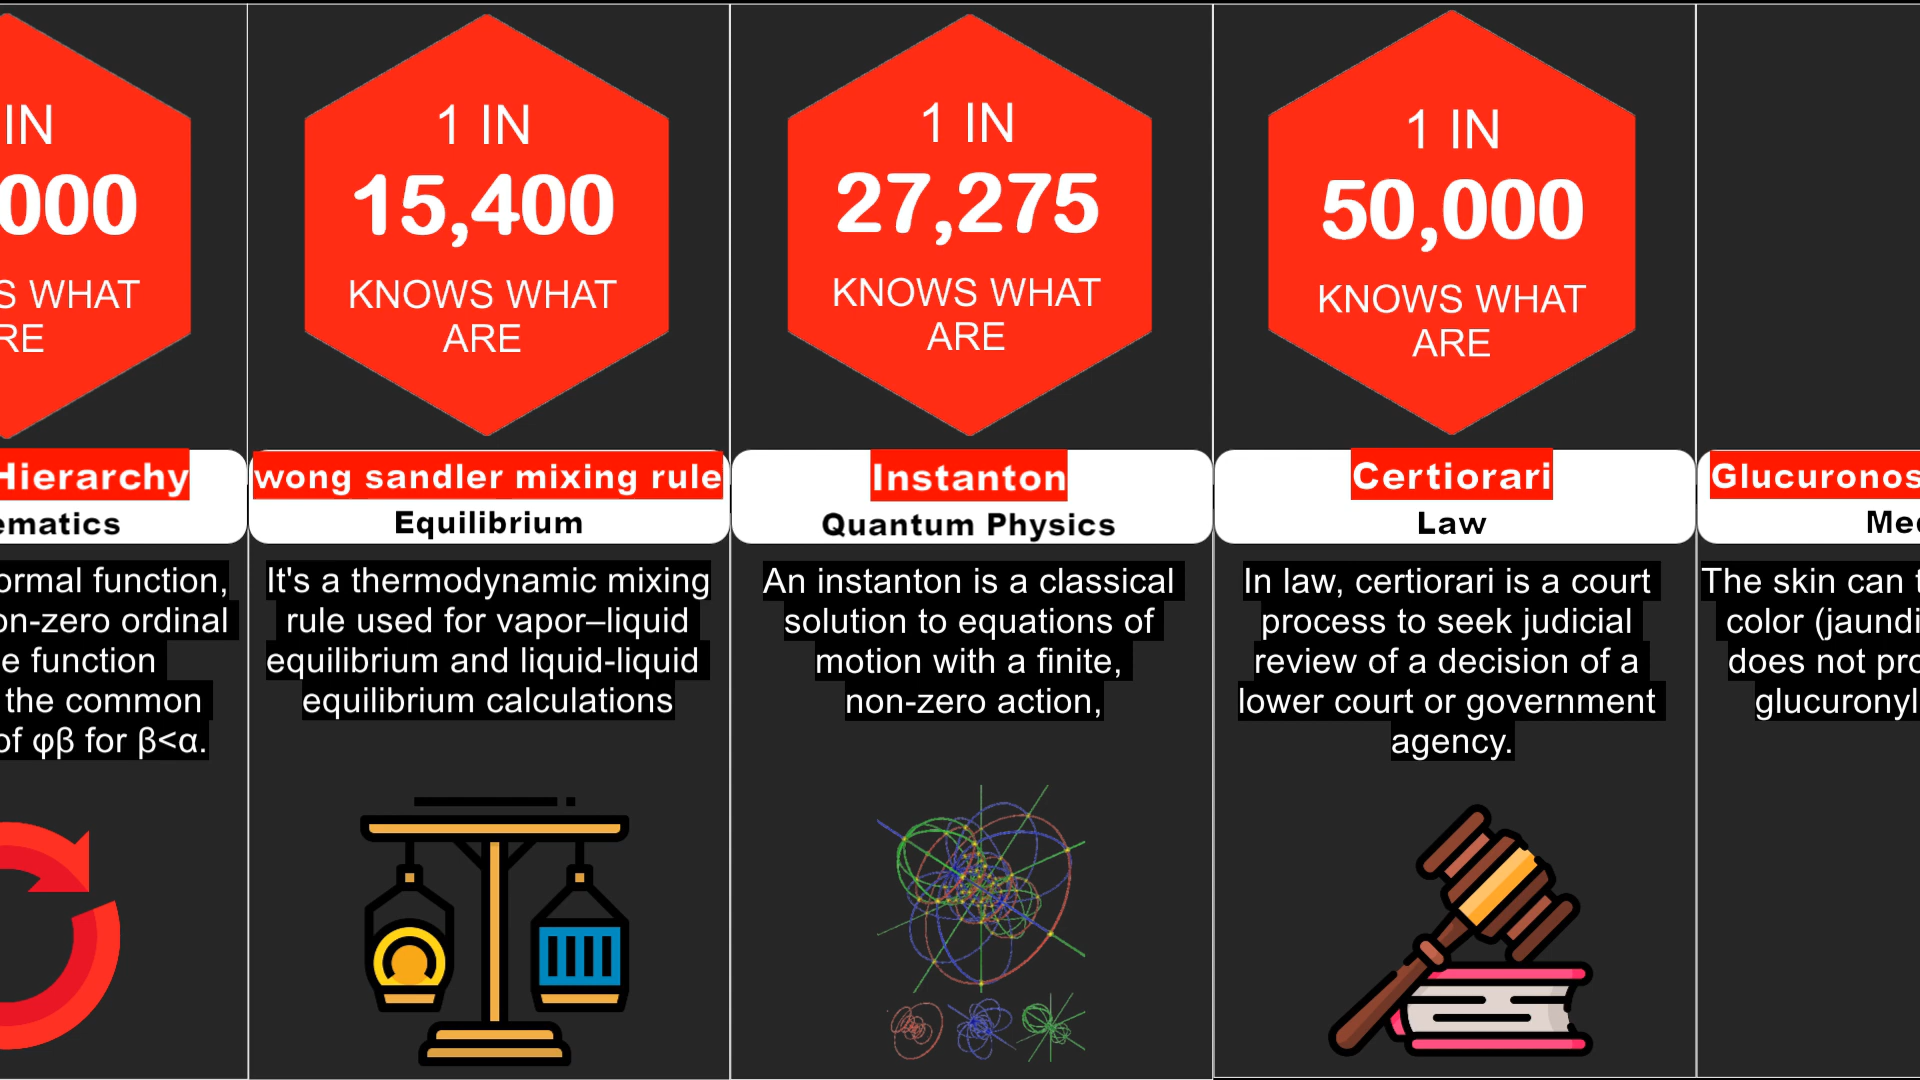 IN
000
S WHAT
RE
Hierarchy
ematics
ormal function,
on-zero ordinal
e function
the common
of φβ for β<α.
1 IN
15,400
KNOWS WHAT
ARE
wong sandler mixing rule
Equilibrium
It's a thermodynamic mixing
rule used for vapor–liquid
equilibrium and liquid-liquid
equilibrium calculations
1 IN
27,275
KNOWS WHAT
ARE
Instanton
Quantum Physics
An instanton is a classical
solution to equations of
motion with a finite,
non-zero action,
1 IN
50,000
KNOWS WHAT
ARE
Certiorari
Law
In law, certiorari is a court
process to seek judicial
review of a decision of a
lower court or government
agency.
Glucuronos
Med
The skin can t
color (jaundi
does not pro
glucuronyl